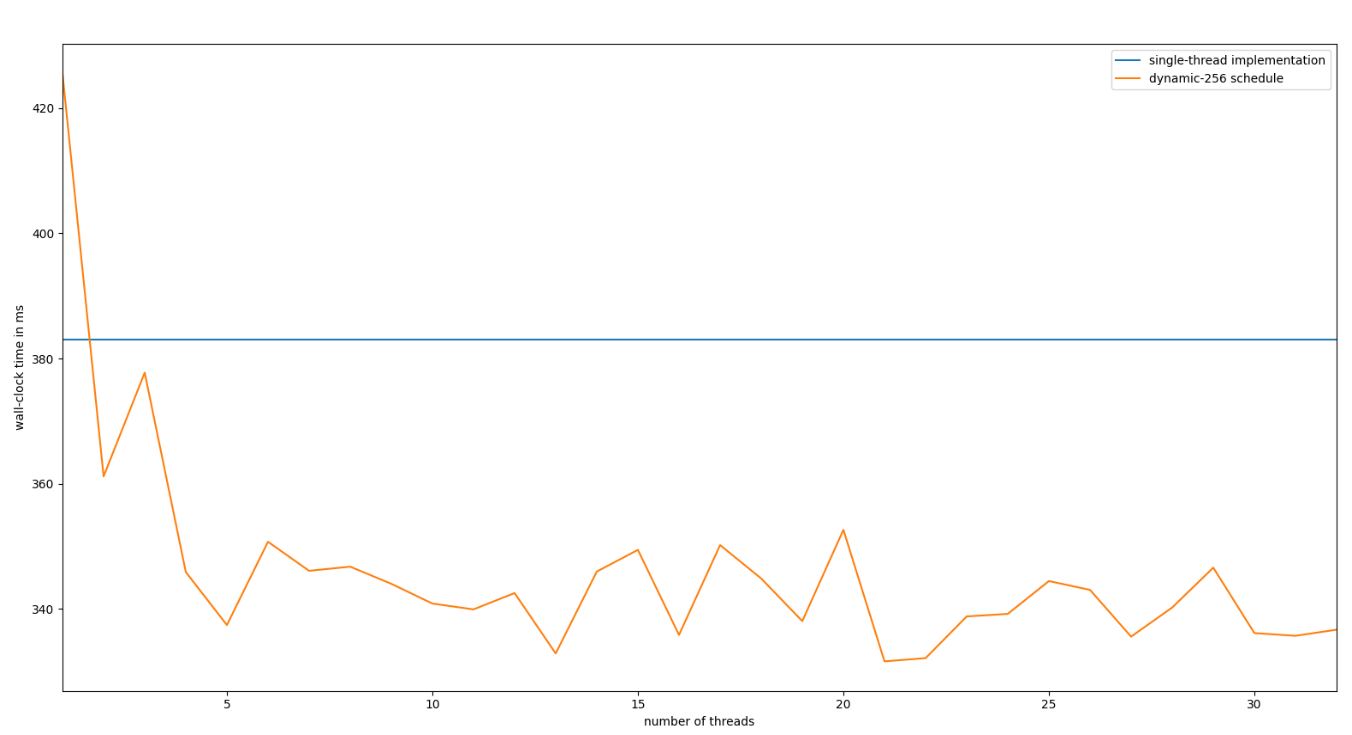 single-thread implementation
dynamic-256 schedule
420
400
380
360
340
wall-clock time in ms
5
10
15
20
25
30
number of threads